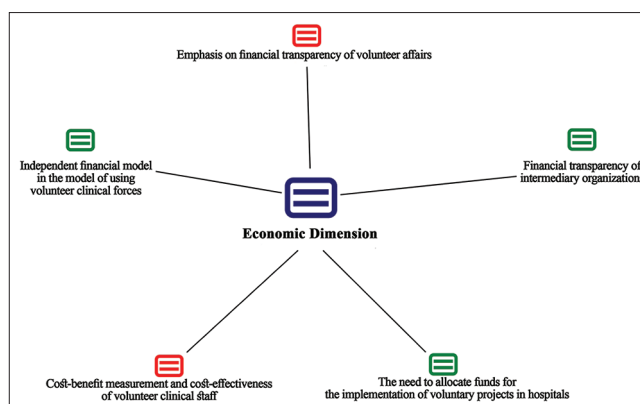 Emphasis on financial transparency of volunteer affairs
Independent financial model
in the model of using
volunteer clinical forces
Financial transparency of
intermediary organization
Economic Dimension
Cost-benefit measurement and cost-effectiveness
of volunteer clinical staff
The need to allocate funds for
the implementation of voluntary projects in hospitals